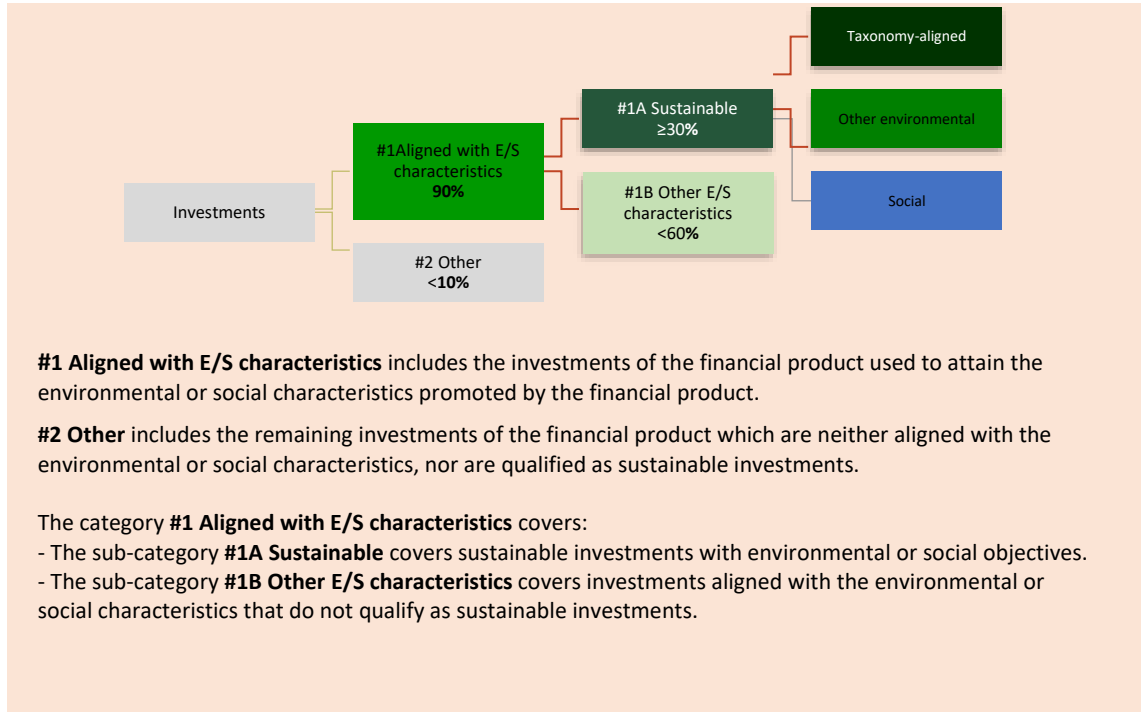 Taxonomy-aligned
#1A Sustainable
≥30%
Other environmental
#1Aligned with E/S
characteristics
90%
#1B Other E/S
characteristics
<60%
Social
Investments
#2 Other
<10%
#1 Aligned with E/S characteristics includes the investments of the financial product used to attain the
environmental or social characteristics promoted by the financial product.
#2 Other includes the remaining investments of the financial product which are neither aligned with the
environmental or social characteristics, nor are qualified as sustainable investments.
The category #1 Aligned with E/S characteristics covers:
- The sub-category #1A Sustainable covers sustainable investments with environmental or social objectives.
- The sub-category #1B Other E/S characteristics covers investments aligned with the environmental or
social characteristics that do not qualify as sustainable investments.